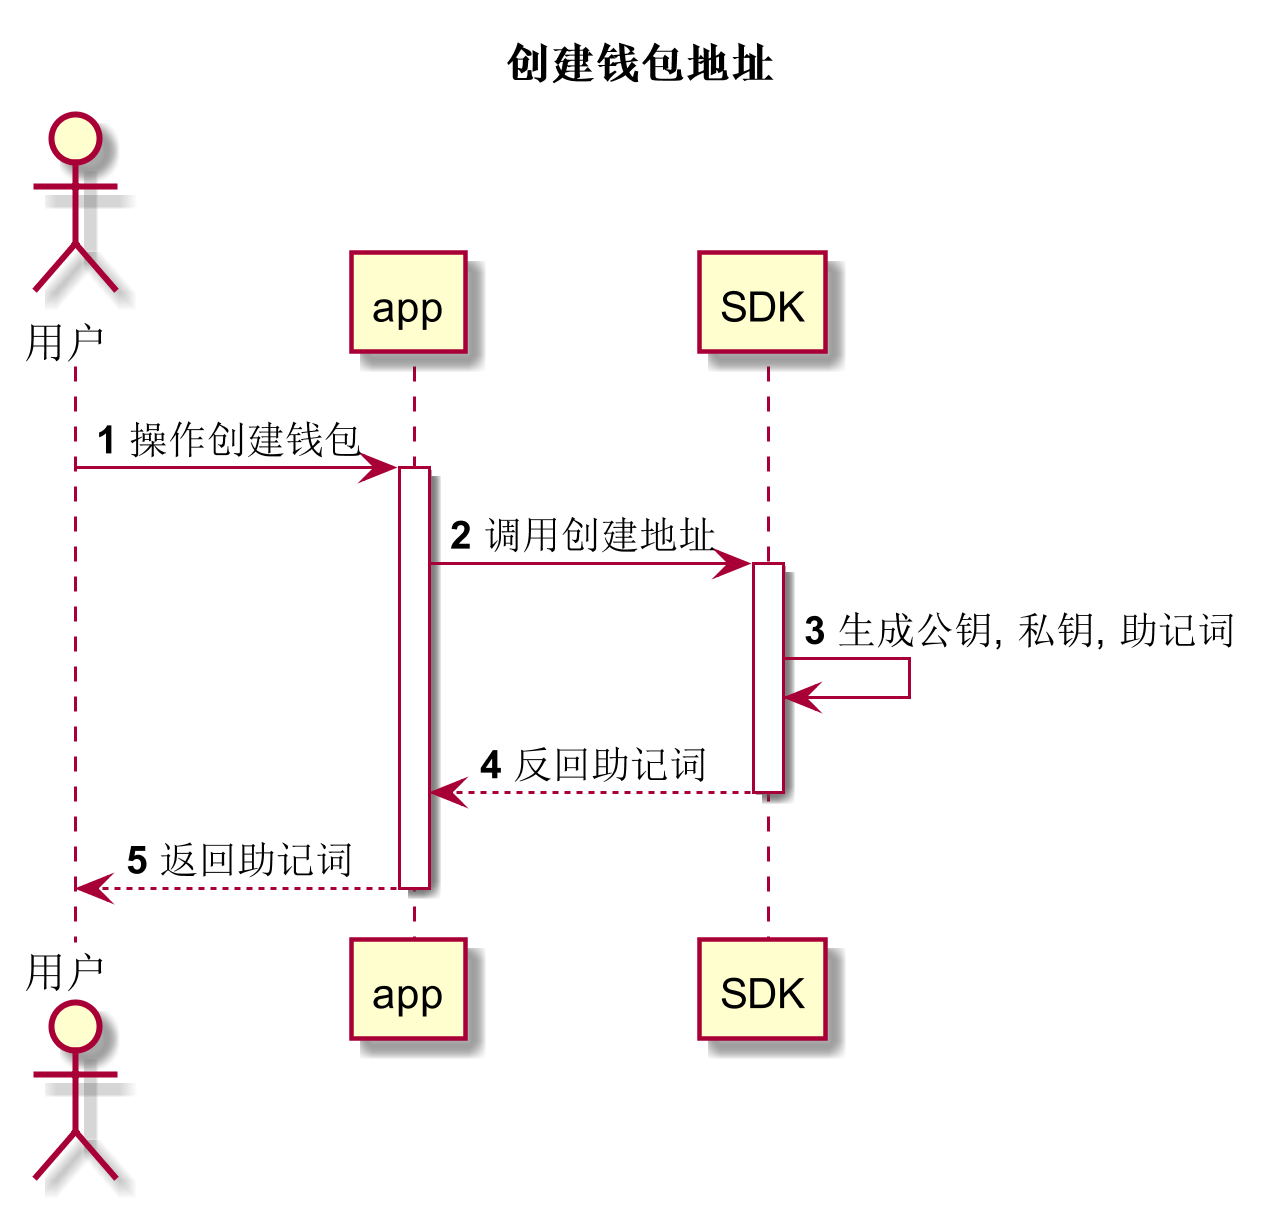 创建钱包地址
用户
app
SDK
1 操作创建钱包
2 调用创建地址
3 生成公钥, 私钥, 助记词
4 反回助记词
5 返回助记词
用户
app
SDK